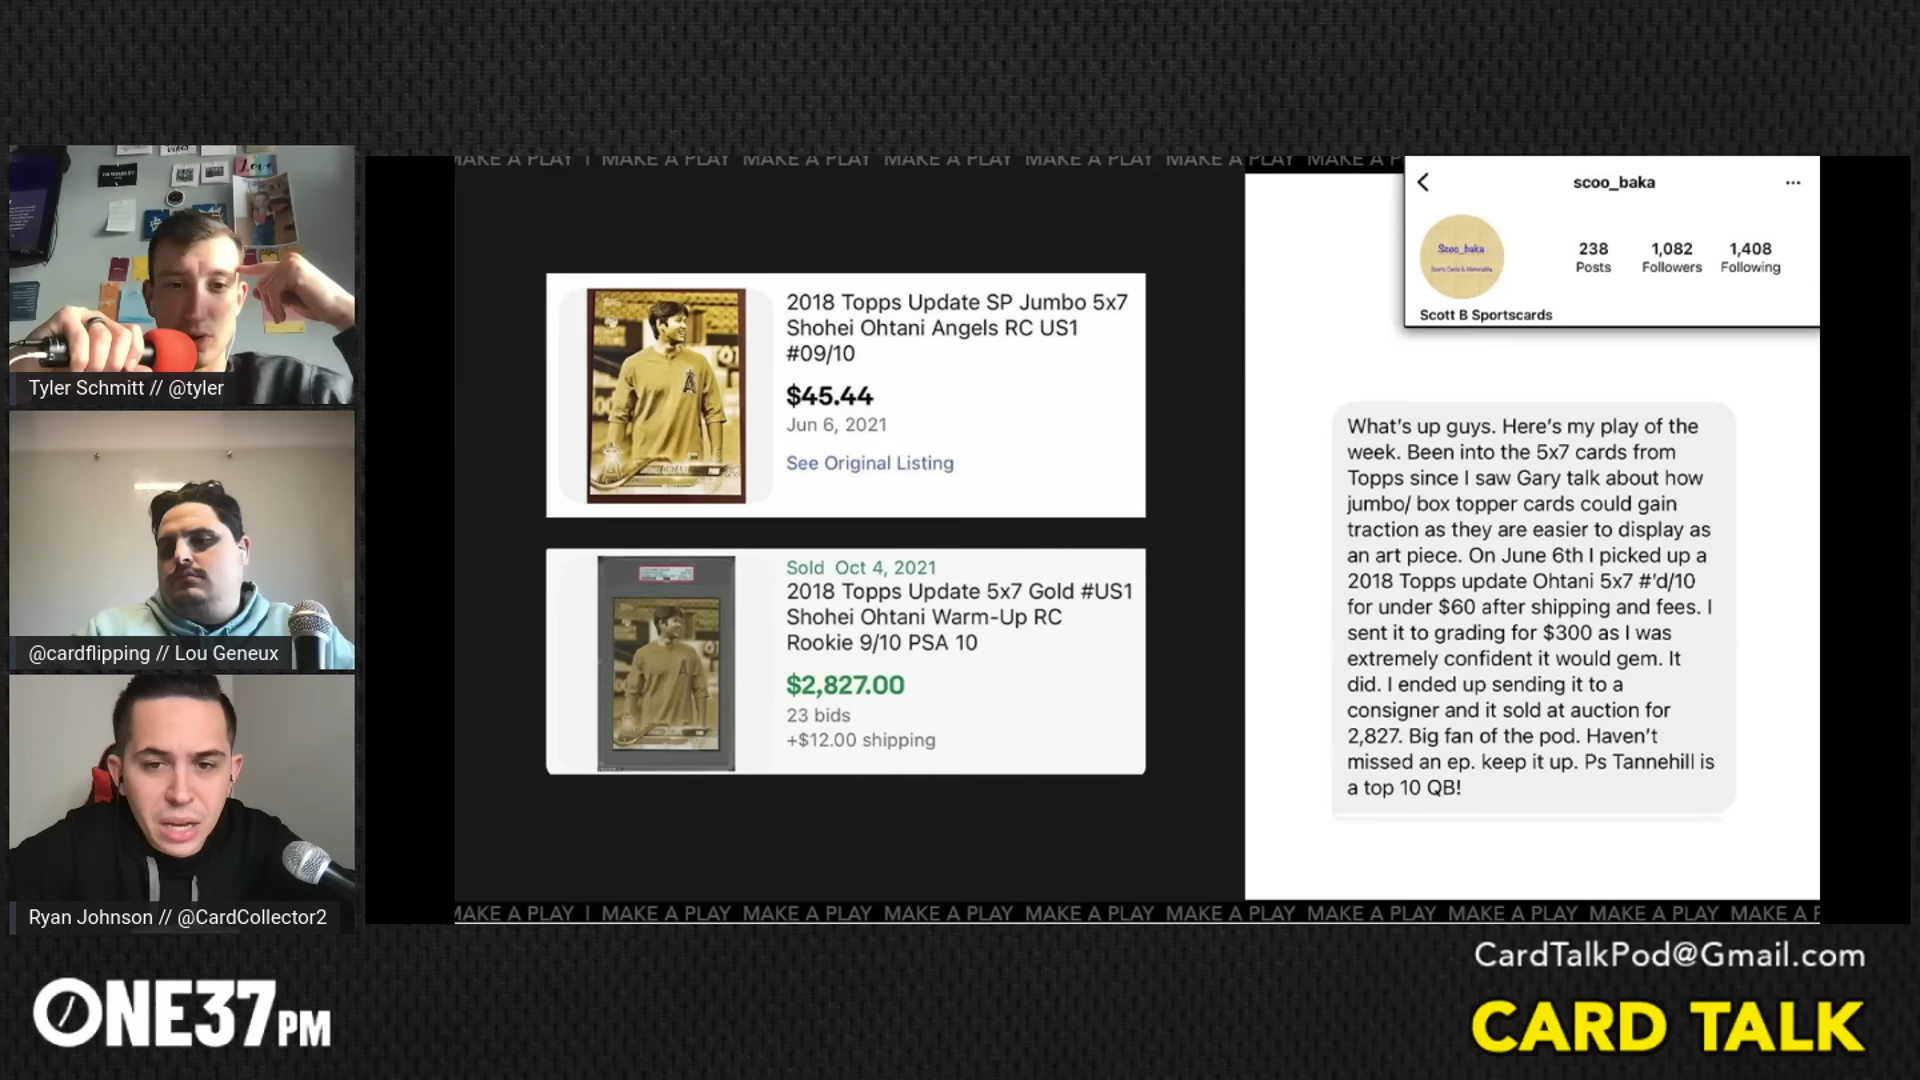 MAKE A PLAY | MAKE A PLAY MAKE A PLAY MAKE A PLAY MAKE A PLAY MAKE A PLAY MAKE A P
Tyler Schmitt // @tyler
@cardflipping // Lou Geneux
Ryan Johnson // @CardCollector2
2018 Topps Update SP Jumbo 5x7
Shohei Ohtani Angels RC US1
#09/10
$45.44
Jun 6, 2021
See Original Listing
Sold Oct 4, 2021
2018 Topps Update 5x7 Gold #US1
Shohei Ohtani Warm-Up RC
Rookie 9/10 PSA 10
$2,827.00
23 bids
+$12.00 shipping
scoo_baka
Scoo_baka
Sports Cards & Memorabilia
238 1,082 1,408
Posts Followers Following
Scott B Sportscards
What's up guys. Here's my play of the
week. Been into the 5x7 cards from
Topps since I saw Gary talk about how
jumbo/ box topper cards could gain
traction as they are easier to display as
an art piece. On June 6th I picked up a
2018 Topps update Ohtani 5x7 #'d/10
for under $60 after shipping and fees. I
sent it to grading for $300 as I was
extremely confident it would gem. It
did. I ended up sending it to a
consigner and it sold at auction for
2,827. Big fan of the pod. Haven't
missed an ep. keep it up. Ps Tannehill is
a top 10 QB!
MAKE A PLAY | MAKE A PLAY MAKE A PLAY MAKE A PLAY MAKE A PLAY MAKE A PLAY MAKE A PLAY MAKE A PLAY MAKE A PLAY MAKE A P
ONE37PM
CardTalkPod@Gmail.com
CARD TALK